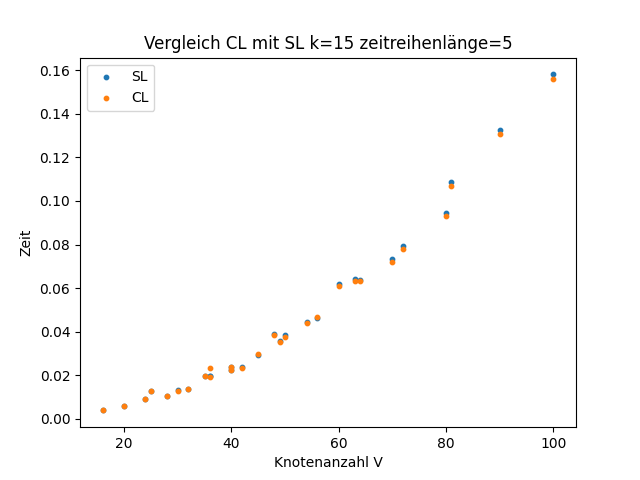 Vergleich CL mit SL k=15 zeitreihenlänge=5
SL
CL
0.16
0.14
0.12
0.10
0.08
0.06
0.04
0.02
0.00
Zeit
20 40 60 80 100
Knotenanzahl V